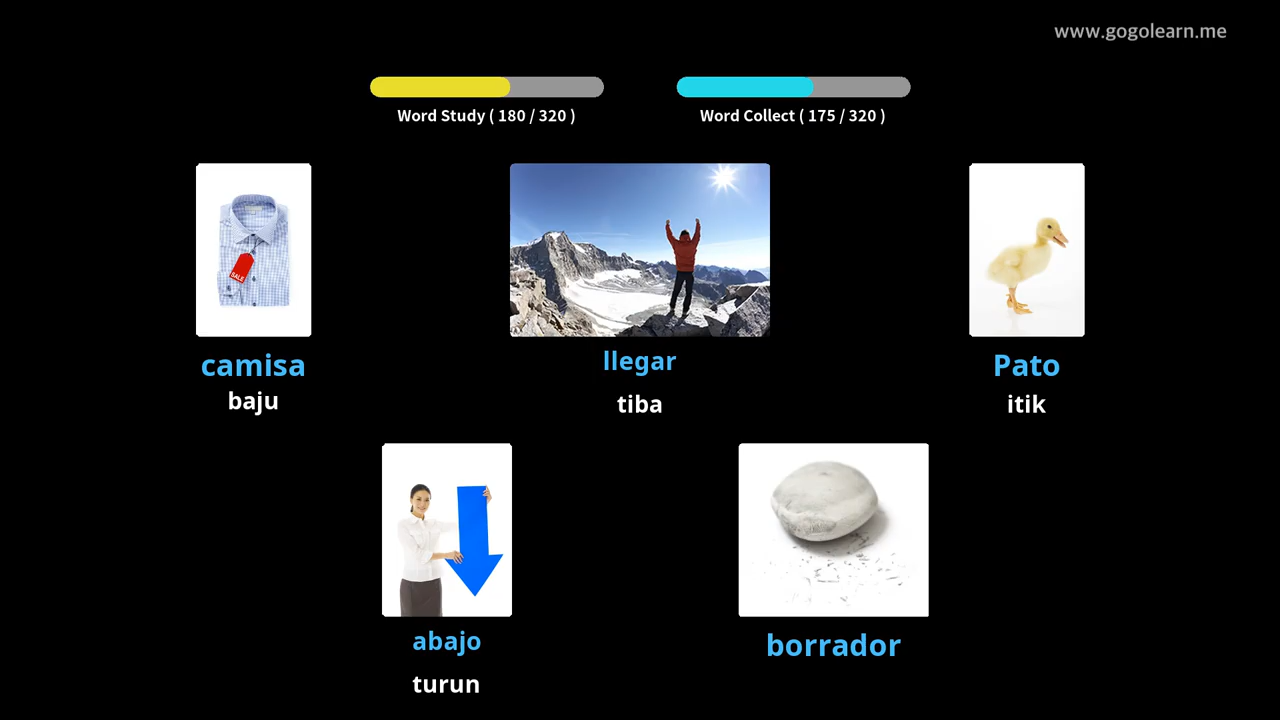 www.gogolearn.me
Word Study ( 180 / 320 )
Word Collect ( 175 / 320 )
SALE
camisa
baju
llegar
tiba
Pato
itik
abajo
turun
borrador